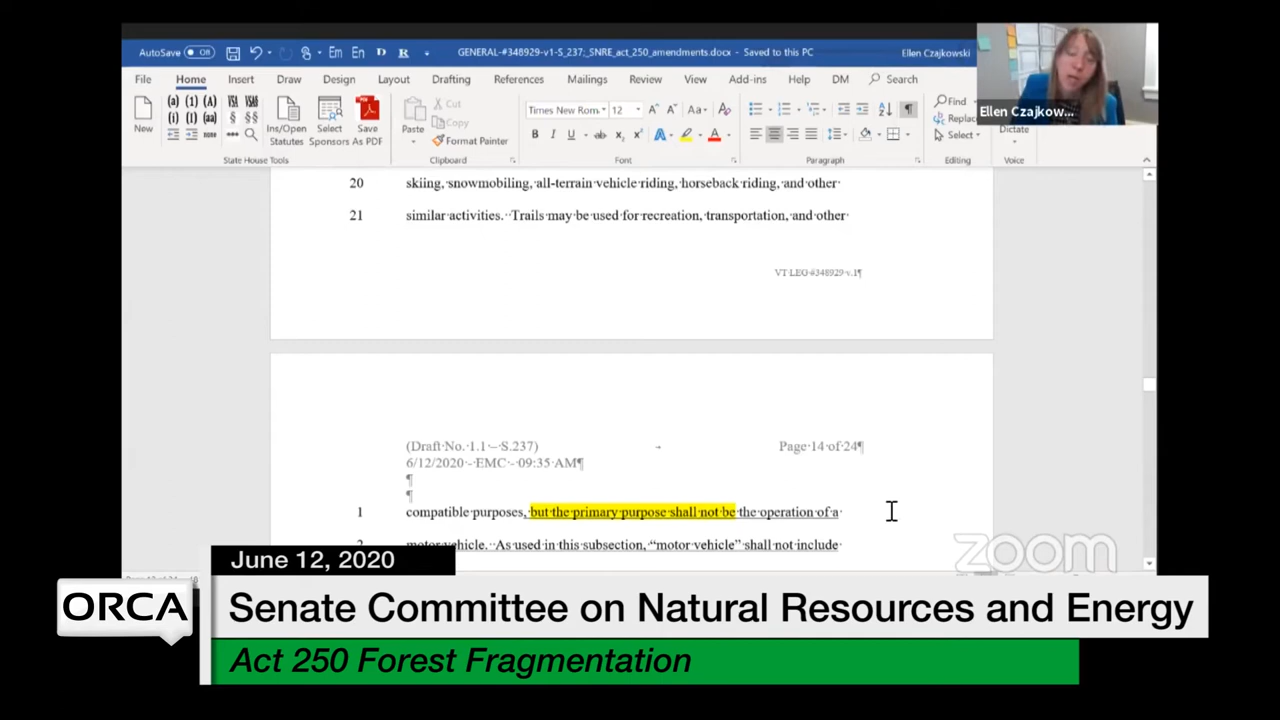 AutoSave Off
GENERAL-#348929-v1-S_237;_SNRE_act_250_amendments.docx - Saved to this PC
Ellen Czajkowski
File Home Insert Draw Design Layout Drafting References Mailings Review View Add-ins Help DM Search
New
Ins/Open Statutes
Select Sponsors
Save As PDF
State House Tools
Paste
Cut
Copy
Format Painter
Clipboard
Times New Rom 12
Font
Paragraph
Find
Replac
Select
Editing
Dictate
Voice
Ellen Czajkow...
20 skiing, snowmobiling, all-terrain vehicle riding, horseback riding, and other
21 similar activities. Trails may be used for recreation, transportation, and other
VT LEG #348929 v.1
(Draft No. 1.1 – S.237) Page 14 of 24
6/12/2020 - EMC - 09:35 AM
1 compatible purposes, but the primary purpose shall not be the operation of a
2 motor vehicle. As used in this subsection, “motor vehicle” shall not include
zoom
June 12, 2020
ORCA
Senate Committee on Natural Resources and Energy
Act 250 Forest Fragmentation